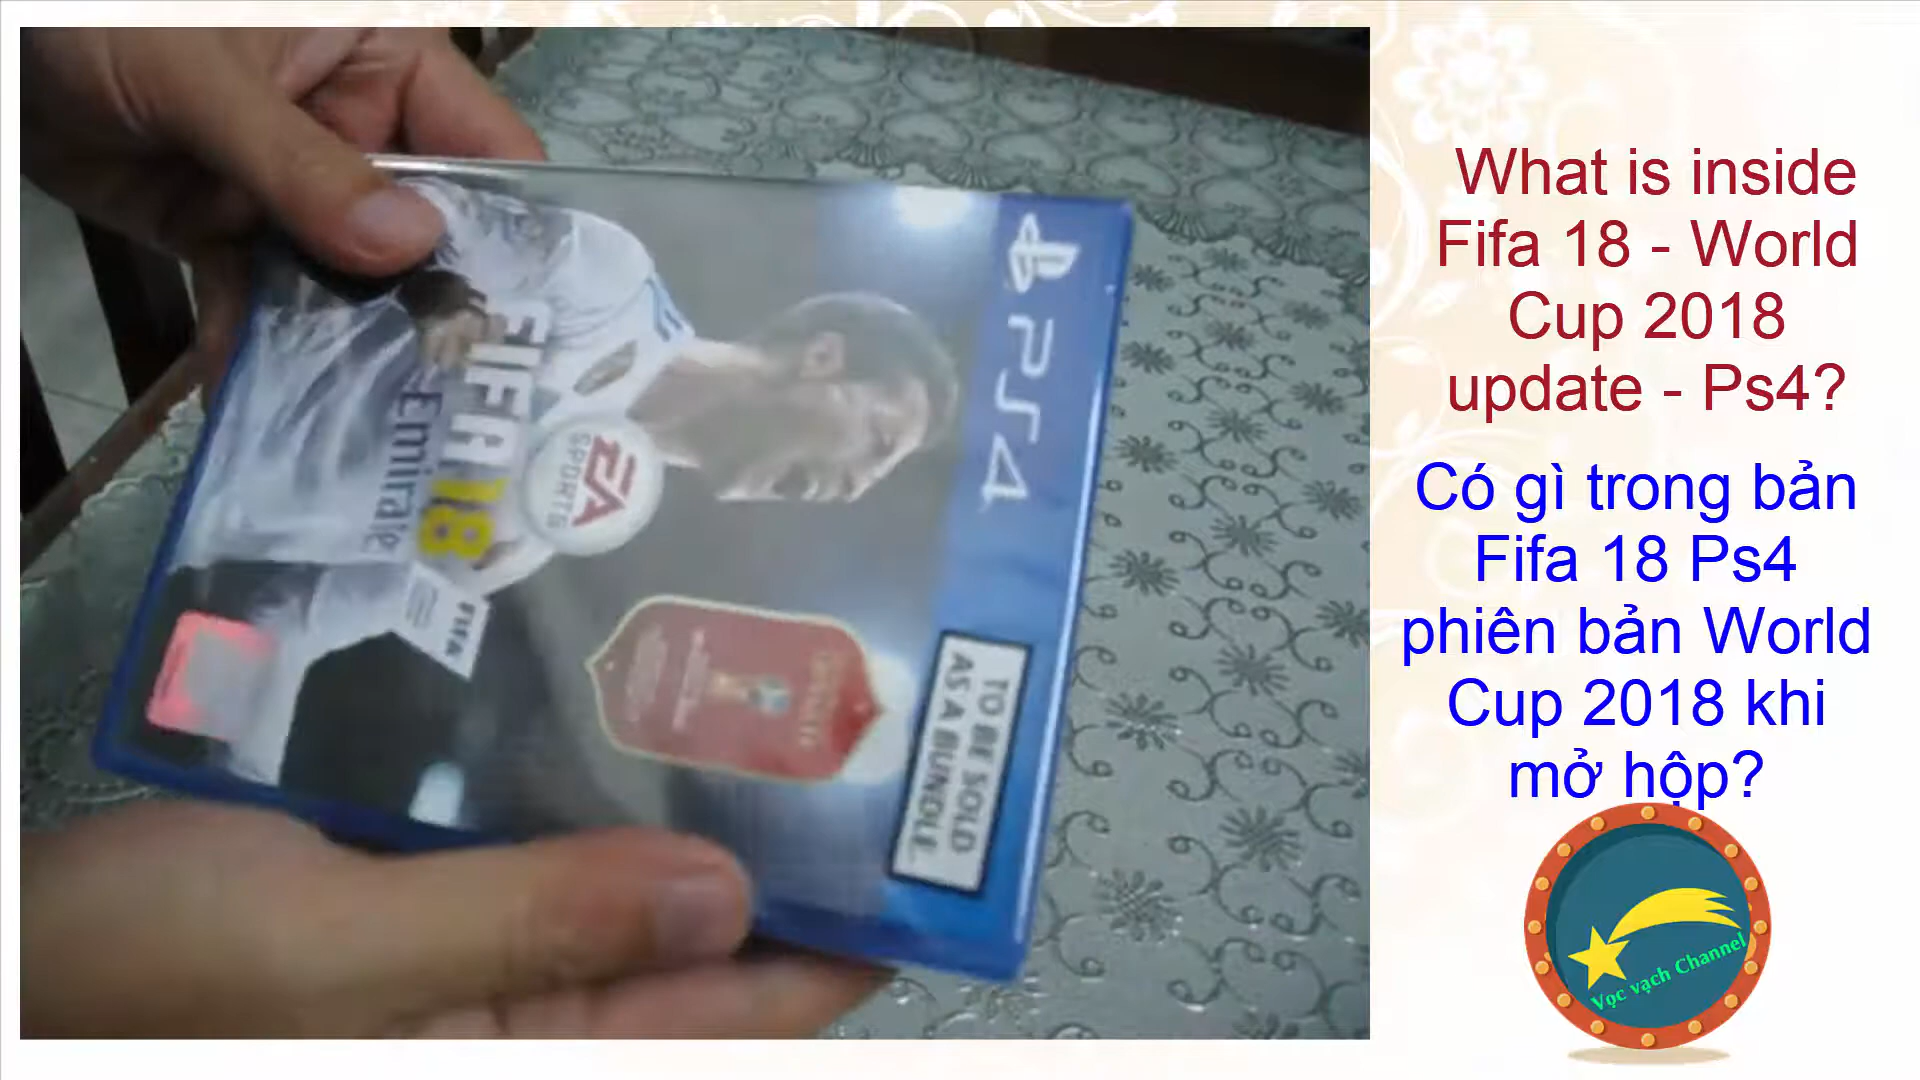 PS4
FIFA 18
EA
SPORTS
Emirate
FIFA
TO BE SOLD
AS A BUNDLE
What is inside
Fifa 18 - World
Cup 2018
update - Ps4?
Có gì trong bản
Fifa 18 Ps4
phiên bản World
Cup 2018 khi
mở hộp?
Vọc vạch Channel